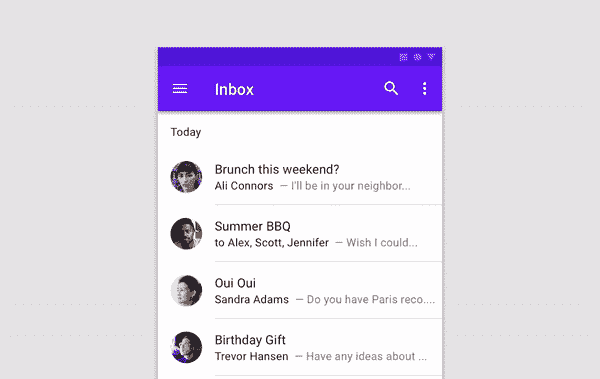 Inbox
Today
Brunch this weekend?
Ali Connors — I'll be in your neighbor...
Summer BBQ
to Alex, Scott, Jennifer — Wish I could...
Oui Oui
Sandra Adams — Do you have Paris reco....
Birthday Gift
Trevor Hansen — Have any ideas about ...